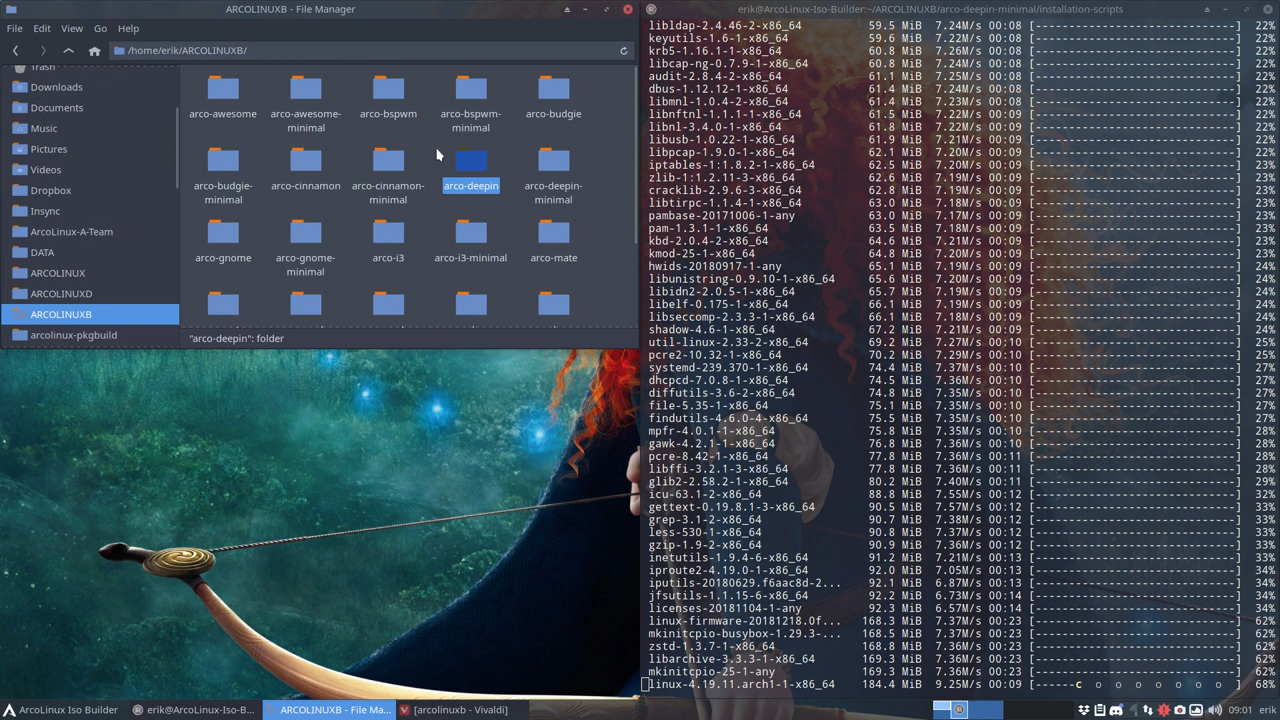 ARCOLINUXB - File Manager
File Edit View Go Help
/home/erik/ARCOLINUXB/
Trash
Downloads
Documents
Music
Pictures
Videos
Dropbox
Insync
ArcoLinux-A-Team
DATA
ARCOLINUX
ARCOLINUXD
ARCOLINUXB
arcolinux-pkgbuild
arco-awesome
arco-awesome-
minimal
arco-bspwm
arco-bspwm-
minimal
arco-budgie
arco-budgie-
minimal
arco-cinnamon
arco-cinnamon-
minimal
arco-deepin
arco-deepin-
minimal
arco-gnome
arco-gnome-
minimal
arco-i3
arco-i3-minimal
arco-mate
"arco-deepin": folder
erik@ArcoLinux-Iso-Builder:~/ARCOLINUXB/arco-deepin-minimal/installation-scripts
libldap-2.4.46-2-x86_64 59.5 MiB 7.24M/s 00:08 [----------------------] 22%
keyutils-1.6-1-x86_64 59.6 MiB 7.22M/s 00:08 [----------------------] 22%
krb5-1.16.1-1-x86_64 60.8 MiB 7.26M/s 00:08 [----------------------] 22%
libcap-ng-0.7.9-1-x86_64 60.8 MiB 7.24M/s 00:08 [----------------------] 22%
audit-2.8.4-2-x86_64 61.1 MiB 7.25M/s 00:08 [----------------------] 22%
dbus-1.12.12-1-x86_64 61.4 MiB 7.24M/s 00:08 [----------------------] 22%
libmnl-1.0.4-2-x86_64 61.4 MiB 7.23M/s 00:08 [----------------------] 22%
libnftnl-1.1.1-1-x86_64 61.5 MiB 7.22M/s 00:09 [----------------------] 22%
libnl-3.4.0-1-x86_64 61.8 MiB 7.22M/s 00:09 [----------------------] 22%
libusb-1.0.22-1-x86_64 61.9 MiB 7.20M/s 00:09 [----------------------] 22%
libpcap-1.9.0-1-x86_64 62.1 MiB 7.20M/s 00:09 [----------------------] 22%
iptables-1:1.8.2-1-x86_64 62.5 MiB 7.20M/s 00:09 [----------------------] 23%
zlib-1:1.2.11-3-x86_64 62.6 MiB 7.19M/s 00:09 [----------------------] 23%
cracklib-2.9.6-3-x86_64 62.8 MiB 7.19M/s 00:09 [----------------------] 23%
libtirpc-1.1.4-1-x86_64 63.0 MiB 7.18M/s 00:09 [----------------------] 23%
pambase-20171006-1-any 63.0 MiB 7.17M/s 00:09 [----------------------] 23%
pam-1.3.1-1-x86_64 63.5 MiB 7.18M/s 00:09 [----------------------] 23%
kbd-2.0.4-2-x86_64 64.6 MiB 7.21M/s 00:09 [----------------------] 23%
kmod-25-1-x86_64 64.8 MiB 7.20M/s 00:09 [----------------------] 23%
hwids-20180917-1-any 65.1 MiB 7.19M/s 00:09 [----------------------] 24%
libunistring-0.9.10-1-x86_64 65.6 MiB 7.20M/s 00:09 [----------------------] 24%
libidn2-2.0.5-1-x86_64 65.7 MiB 7.19M/s 00:09 [----------------------] 24%
libelf-0.175-1-x86_64 66.1 MiB 7.19M/s 00:09 [----------------------] 24%
libseccomp-2.3.3-1-x86_64 66.1 MiB 7.18M/s 00:09 [----------------------] 24%
shadow-4.6-1-x86_64 67.2 MiB 7.21M/s 00:09 [----------------------] 24%
util-linux-2.33-2-x86_64 69.2 MiB 7.27M/s 00:09 [----------------------] 25%
pcre2-10.32-1-x86_64 70.2 MiB 7.29M/s 00:09 [----------------------] 25%
systemd-239.370-1-x86_64 74.4 MiB 7.37M/s 00:10 [----------------------] 27%
dhcpcd-7.0.8-1-x86_64 74.5 MiB 7.36M/s 00:10 [----------------------] 27%
diffutils-3.6-2-x86_64 74.8 MiB 7.35M/s 00:10 [----------------------] 27%
file-5.35-1-x86_64 75.1 MiB 7.35M/s 00:10 [----------------------] 27%
findutils-4.6.0-4-x86_64 75.5 MiB 7.35M/s 00:10 [----------------------] 27%
mpfr-4.0.1-1-x86_64 75.8 MiB 7.35M/s 00:10 [----------------------] 28%
gawk-4.2.1-1-x86_64 76.8 MiB 7.36M/s 00:10 [----------------------] 28%
pcre-8.42-1-x86_64 77.8 MiB 7.36M/s 00:11 [----------------------] 28%
libffi-3.2.1-3-x86_64 77.8 MiB 7.36M/s 00:11 [----------------------] 28%
glib2-2.58.2-1-x86_64 80.2 MiB 7.40M/s 00:11 [----------------------] 29%
icu-63.1-2-x86_64 88.8 MiB 7.55M/s 00:12 [----------------------] 32%
gettext-0.19.8.1-3-x86_64 90.5 MiB 7.57M/s 00:12 [----------------------] 33%
grep-3.1-2-x86_64 90.7 MiB 7.38M/s 00:12 [----------------------] 33%
less-530-1-x86_64 90.8 MiB 7.37M/s 00:12 [----------------------] 33%
gzip-1.9-2-x86_64 90.9 MiB 7.36M/s 00:12 [----------------------] 33%
inetutils-1.9.4-6-x86_64 91.2 MiB 7.21M/s 00:13 [----------------------] 33%
iproute2-4.19.0-1-x86_64 92.0 MiB 7.05M/s 00:13 [----------------------] 34%
iputils-20180629.f6aac8d-2... 92.1 MiB 6.87M/s 00:13 [----------------------] 34%
jfsutils-1.1.15-6-x86_64 92.2 MiB 6.73M/s 00:14 [----------------------] 34%
licenses-20181104-1-any 92.3 MiB 6.57M/s 00:14 [----------------------] 34%
linux-firmware-20181218.0f... 168.3 MiB 7.37M/s 00:23 [----------------------] 62%
mkinitcpio-busybox-1.29.3-... 168.5 MiB 7.38M/s 00:23 [----------------------] 62%
zstd-1.3.7-1-x86_64 168.8 MiB 7.37M/s 00:23 [----------------------] 62%
libarchive-3.3.3-1-x86_64 169.3 MiB 7.37M/s 00:23 [----------------------] 62%
mkinitcpio-25-1-any 169.3 MiB 7.36M/s 00:23 [----------------------] 62%
linux-4.19.11.arch1-1-x86_64 184.4 MiB 9.25M/s 00:09 [-----c o o o o o o o ] 68%
ArcoLinux Iso Builder
erik@ArcoLinux-Iso-B...
ARCOLINUXB - File Ma...
[arcolinuxb - Vivaldi]
09:01 erik